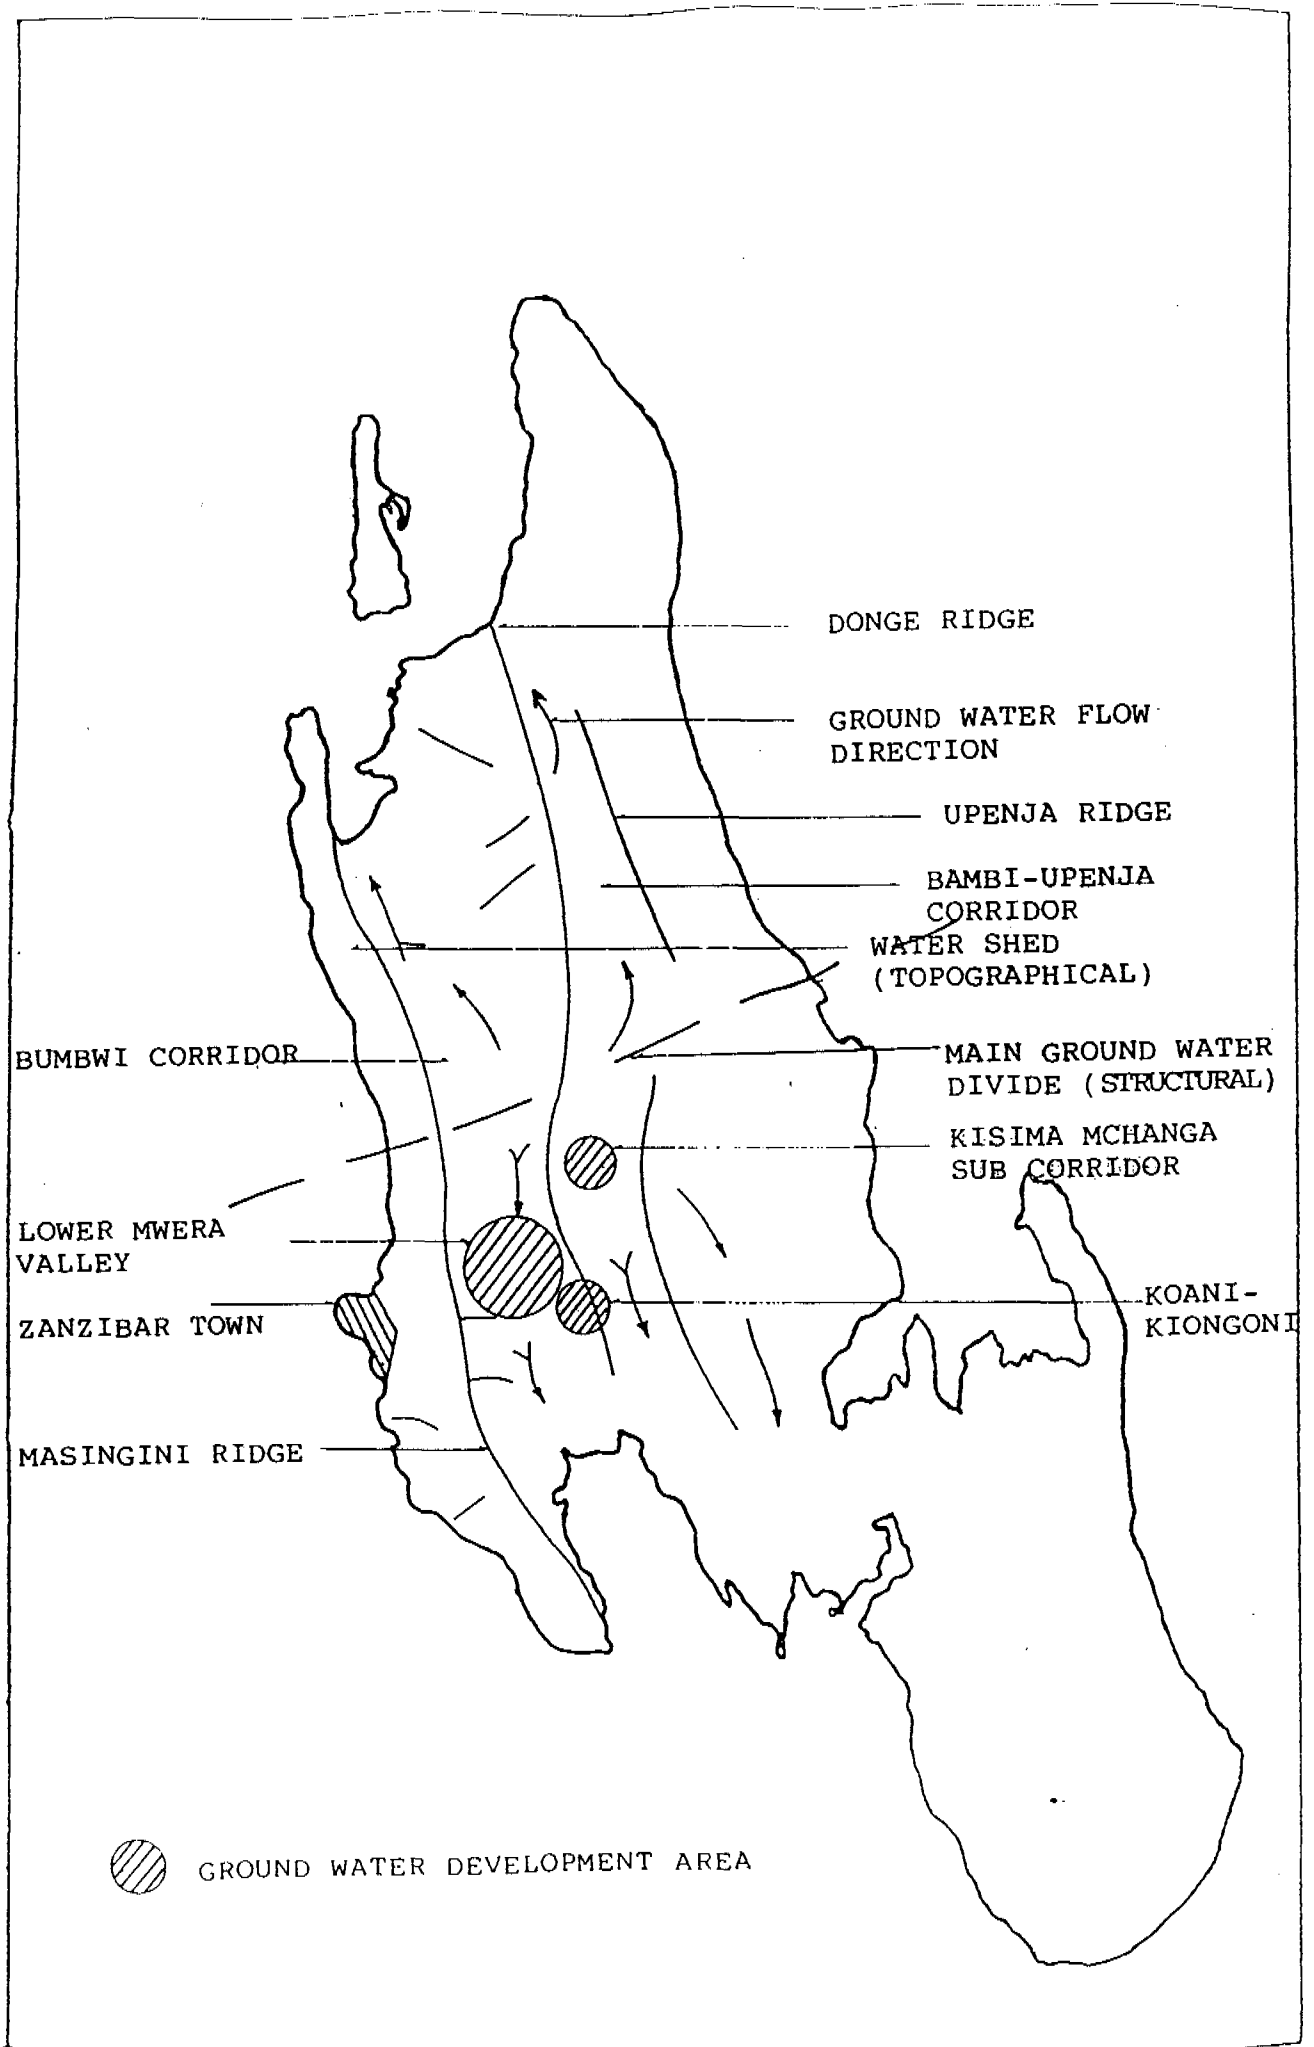 DONGE RIDGE
GROUND WATER FLOW
DIRECTION
UPENJA RIDGE
BAMBI-UPENJA
CORRIDOR
WATER SHED
(TOPOGRAPHICAL)
BUMBWI CORRIDOR
MAIN GROUND WATER
DIVIDE (STRUCTURAL)
KISIMA MCHANGA
SUB CORRIDOR
LOWER MWERA
VALLEY
KOANI-
KIONGONI
ZANZIBAR TOWN
MASINGINI RIDGE
GROUND WATER DEVELOPMENT AREA